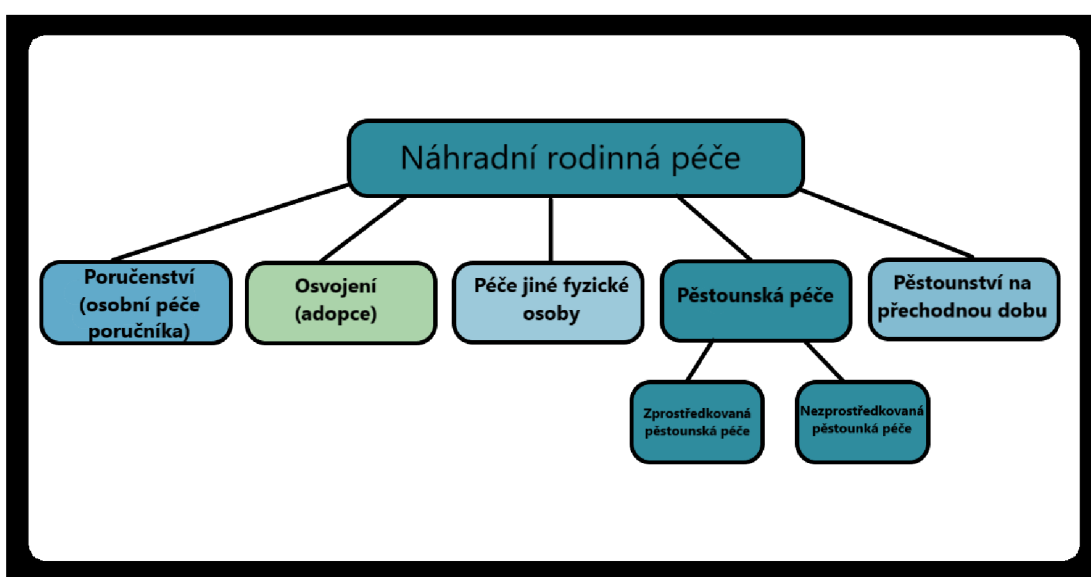 Náhradní rodinná péče
Poručenství
(osobní péče
poručníka)
Osvojení
(adopce)
Péče jiné fyzické
osoby
Pěstounská péče
Pěstounství na
přechodnou dobu
Zprostředkovaná
pěstounská péče
Nezprostředkovaná
pěstounká péče